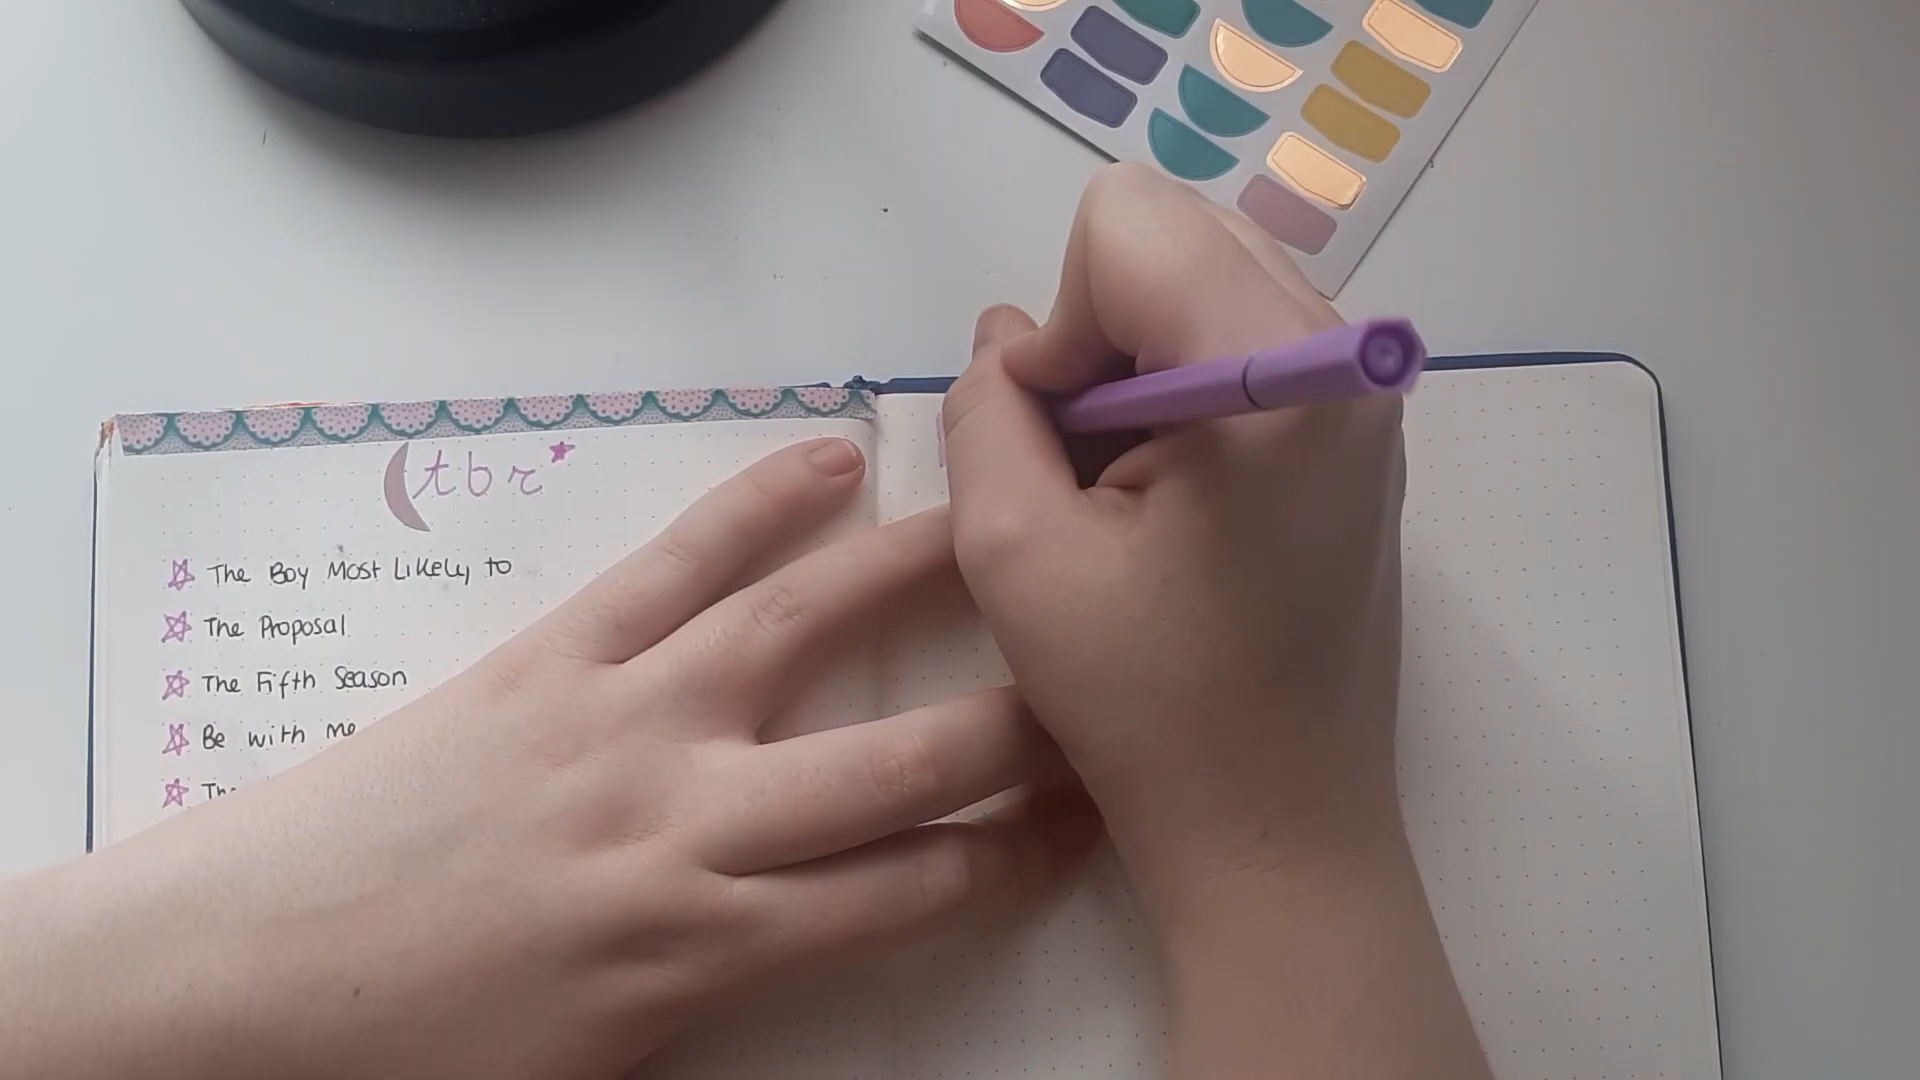 tbr
The Boy Most Likely to
The Proposal
The Fifth Season
Be with me